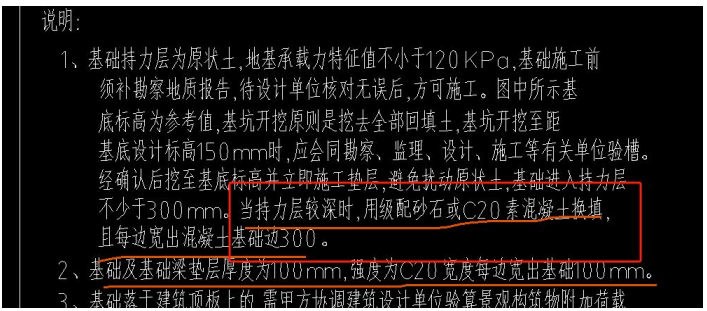 说明:
1、基础持力层为原状土,地基承载力特征值不小于120KPa,基础施工前
须补勘察地质报告,待设计单位核对无误后,方可施工。图中所示基
底标高为参考值,基坑开挖原则是挖去全部回填土,基坑开挖至距
基底设计标高150mm时,应会同勘察、监理、设计、施工等有关单位验槽。
经确认后挖至基底标高并立即施工垫层,避免扰动原状土,基础进入持力层
不少于300mm。当持力层较深时,用级配砂石或C20素混凝土换填,
且每边宽出混凝土基础边300。
2、基础及基础梁垫层厚度为100mm,强度为C20宽度每边宽出基础100mm。
3、基础落于建筑顶板上的,需甲方协调建筑设计单位验算景观构筑物附加荷载